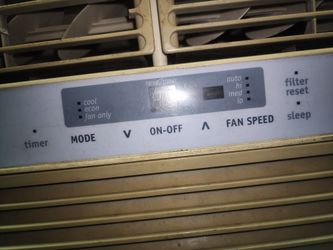 cool
econ
fan only
auto
hi
med
lo
filter
reset
timer
MODE
ON-OFF
FAN SPEED
sleep